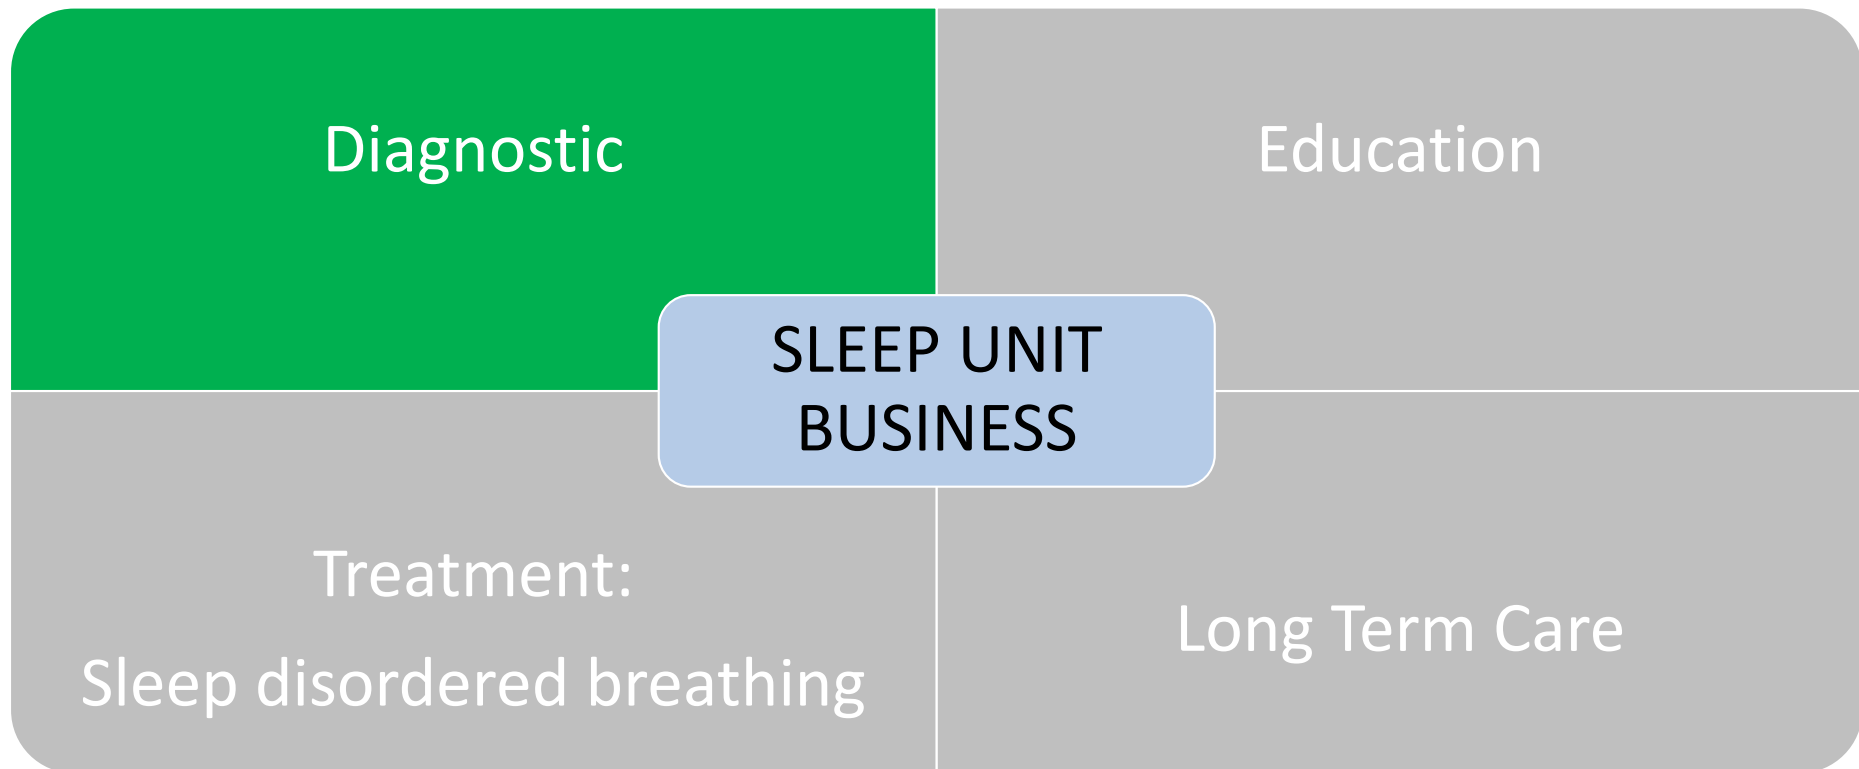 Diagnostic
Education
SLEEP UNIT
BUSINESS
Treatment:
Sleep disordered breathing
Long Term Care